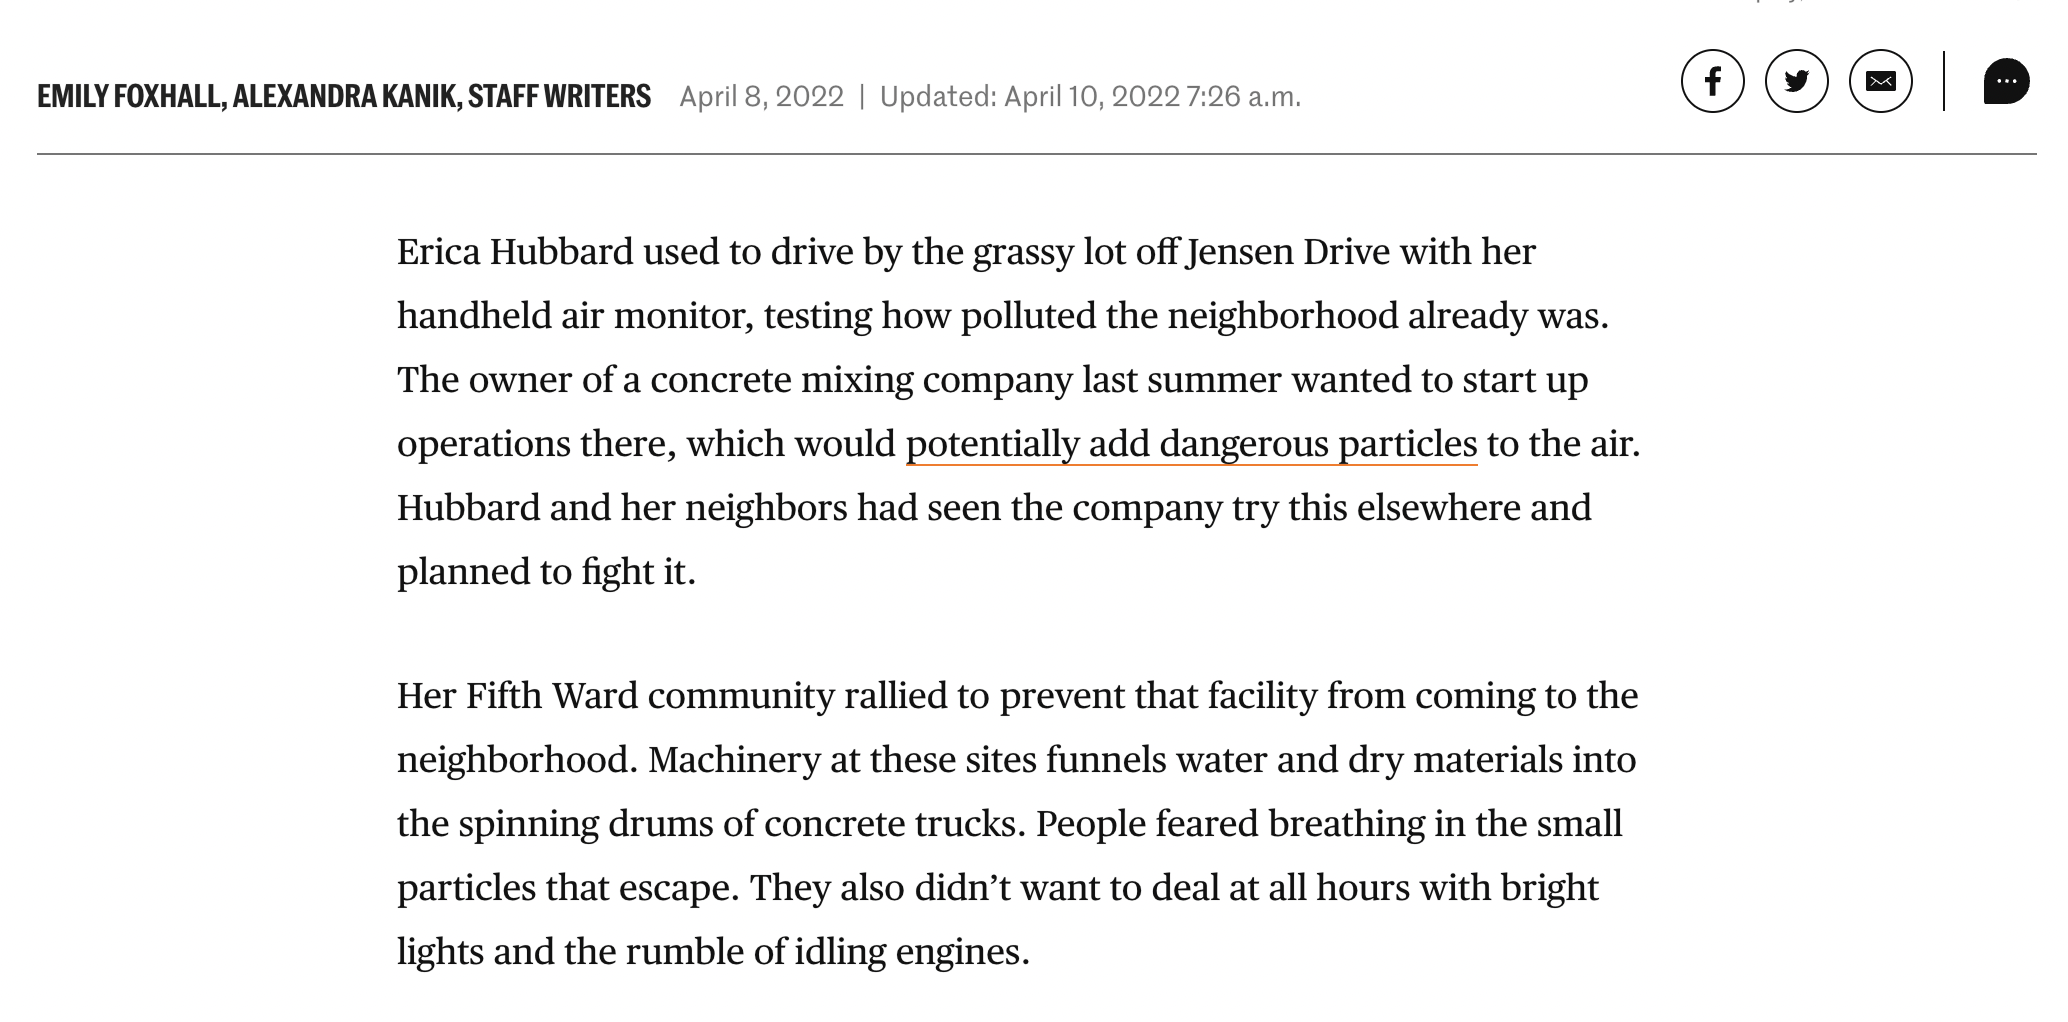 EMILY FOXHALL, ALEXANDRA KANIK, STAFF WRITERS April 8, 2022 | Updated: April 10, 2022 7:26 a.m.
Erica Hubbard used to drive by the grassy lot off Jensen Drive with her
handheld air monitor, testing how polluted the neighborhood already was.
The owner of a concrete mixing company last summer wanted to start up
operations there, which would potentially add dangerous particles to the air.
Hubbard and her neighbors had seen the company try this elsewhere and
planned to fight it.
Her Fifth Ward community rallied to prevent that facility from coming to the
neighborhood. Machinery at these sites funnels water and dry materials into
the spinning drums of concrete trucks. People feared breathing in the small
particles that escape. They also didn’t want to deal at all hours with bright
lights and the rumble of idling engines.